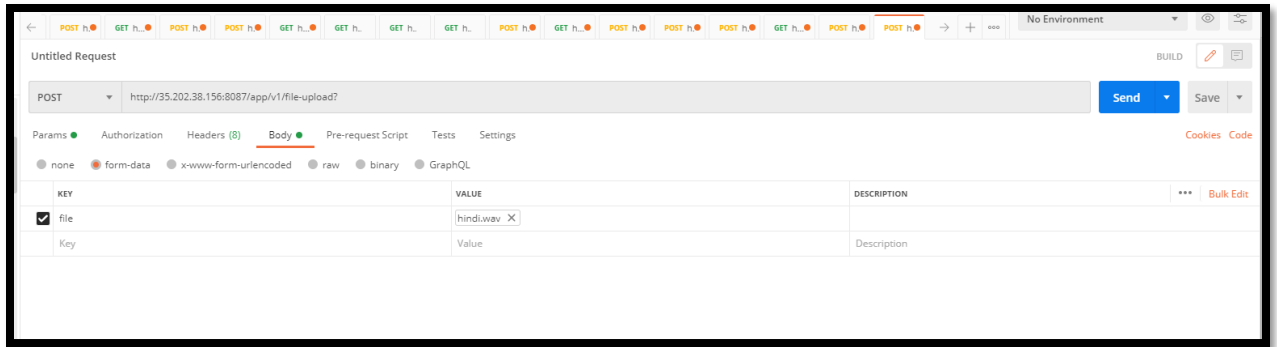 ← POST h. GET h... POST h. POST h. GET h... GET h.. GET h.. GET h.. POST h. GET h... POST h. POST h. POST h. GET h... POST h. POST h. → + ooo No Environment
Untitled Request BUILD
POST http://35.202.38.156:8087/app/v1/file-upload? Send Save
Params Authorization Headers (8) Body Pre-request Script Tests Settings Cookies Code
none form-data x-www-form-urlencoded raw binary GraphQL
KEY VALUE DESCRIPTION ••• Bulk Edit
file hindi.wav X
Key Value Description